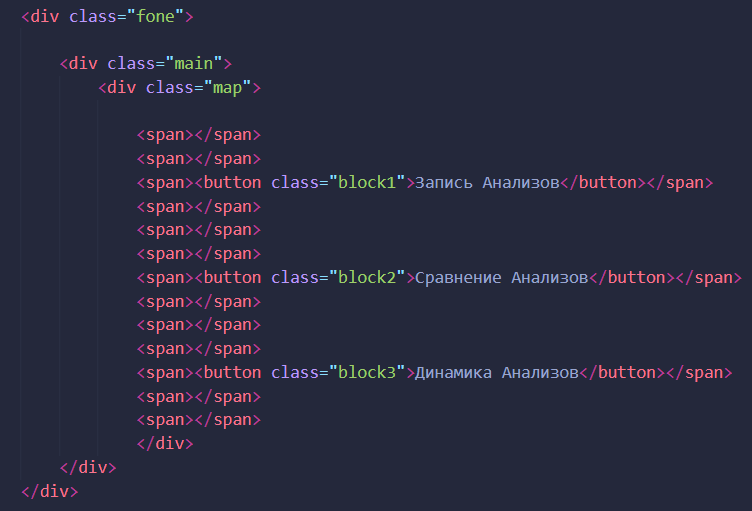 <div class="fone">
<div class="main">
<div class="map">
<span></span>
<span></span>
<span><button class="block1">Запись Анализов</button></span>
<span></span>
<span></span>
<span></span>
<span><button class="block2">Сравнение Анализов</button></span>
<span></span>
<span></span>
<span></span>
<span><button class="block3">Динамика Анализов</button></span>
<span></span>
<span></span>
</div>
</div>
</div>